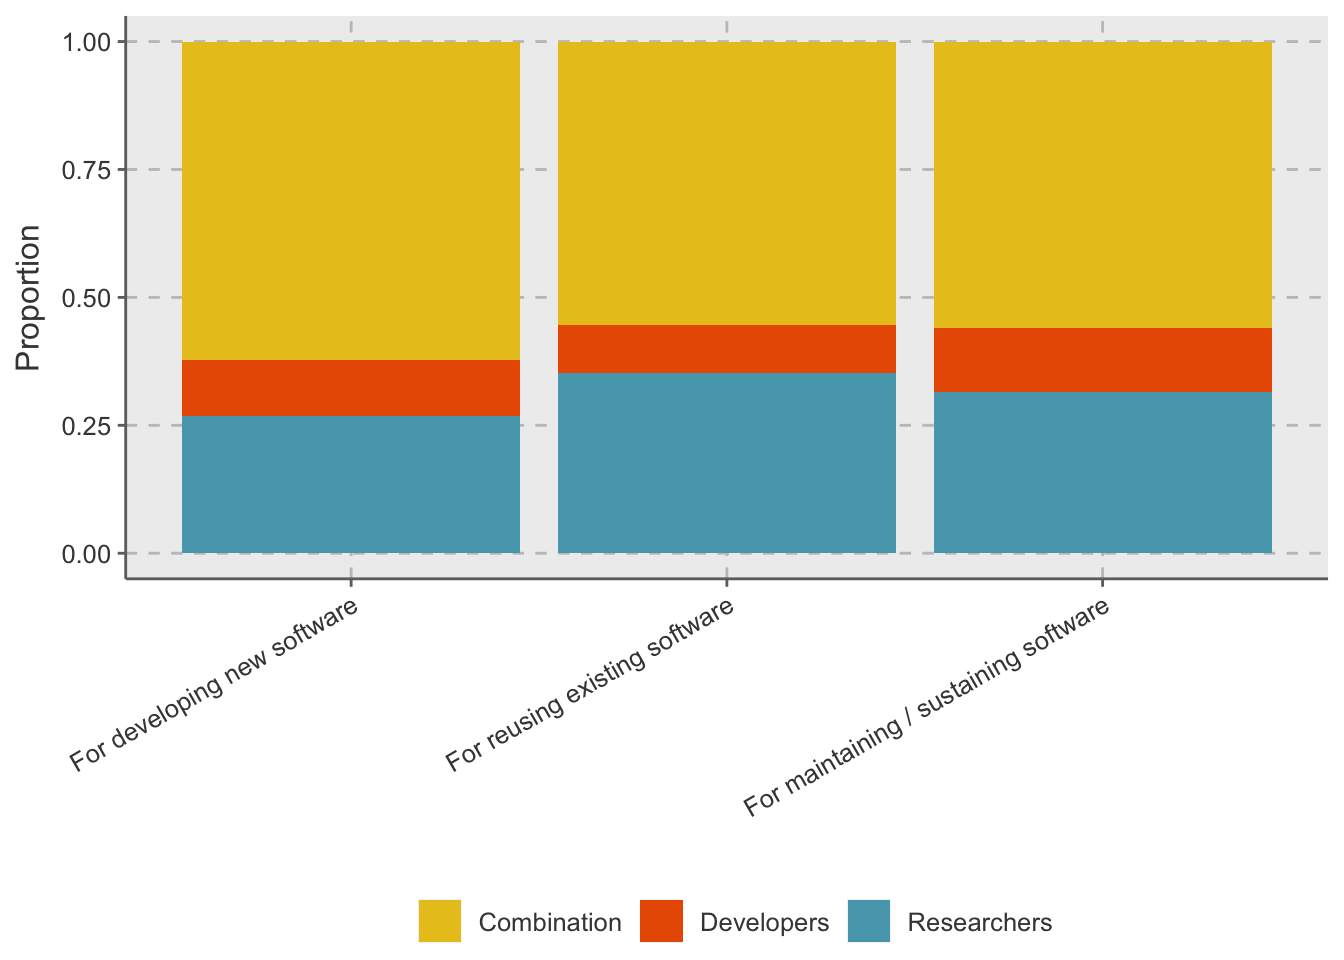 1.00
0.75
0.50
0.25
0.00
Proportion
For developing new software
For reusing existing software
For maintaining / sustaining software
Combination
Developers
Researchers